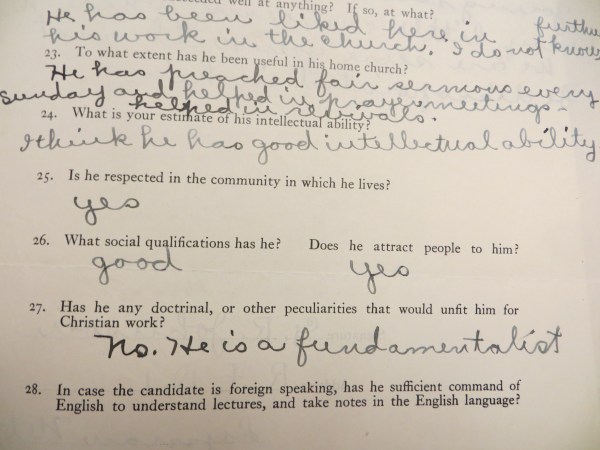 well at anything? If so, at what?
He has been liked here in further
his work in the church. I do not know
23. To what extent has he been useful in his home church?
He has preached fair sermons every
Sunday and helped in prayermeetings -
helped in revivals.
24. What is your estimate of his intellectual ability?
I think he has good intellectual ability
25. Is he respected in the community in which he lives?
yes
26. What social qualifications has he? Does he attract people to him?
good yes
27. Has he any doctrinal, or other peculiarities that would unfit him for
Christian work?
No. He is a fundamentalist
28. In case the candidate is foreign speaking, has he sufficient command of
English to understand lectures, and take notes in the English language?